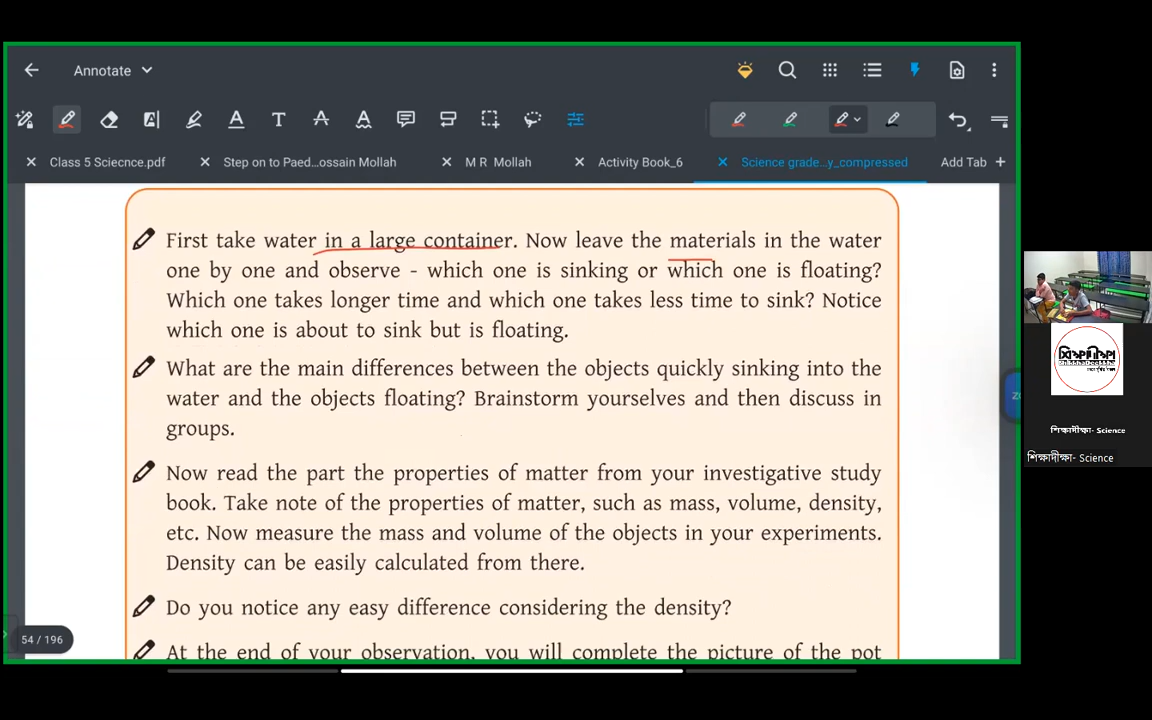 Annotate
Class 5 Sciecnce.pdf
Step on to Paed...ossain Mollah
M R Mollah
Activity Book_6
Science grade...y_compressed
Add Tab
First take water in a large container. Now leave the materials in the water
one by one and observe - which one is sinking or which one is floating?
Which one takes longer time and which one takes less time to sink? Notice
which one is about to sink but is floating.
What are the main differences between the objects quickly sinking into the
water and the objects floating? Brainstorm yourselves and then discuss in
groups.
Now read the part the properties of matter from your investigative study
book. Take note of the properties of matter, such as mass, volume, density,
etc. Now measure the mass and volume of the objects in your experiments.
Density can be easily calculated from there.
Do you notice any easy difference considering the density?
At the end of your observation, you will complete the picture of the pot
54 / 196
শিক্ষাদীক্ষা
শিক্ষাদীক্ষা- Science
শিক্ষাদীক্ষা- Science